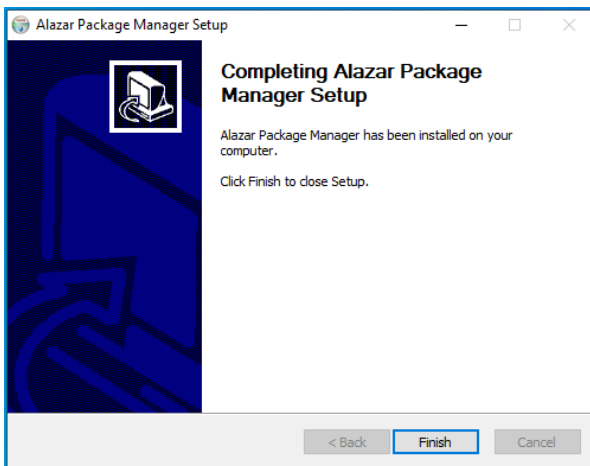 Alazar Package Manager Setup
Completing Alazar Package
Manager Setup
Alazar Package Manager has been installed on your
computer.
Click Finish to close Setup.
< Back
Finish
Cancel